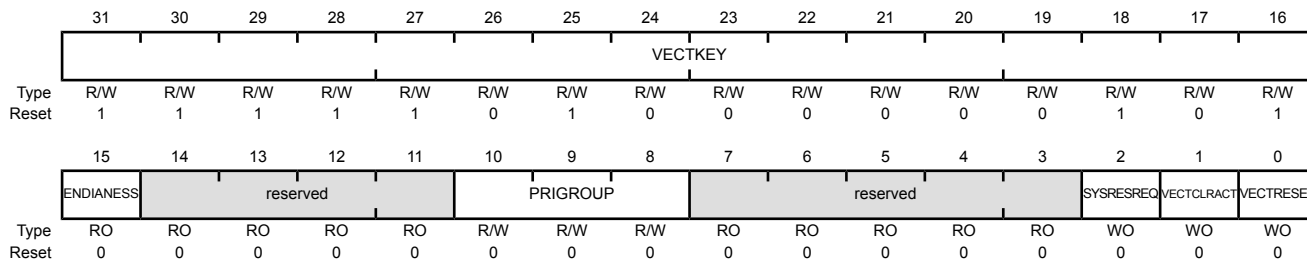 31 30 29 28 27 26 25 24 23 22 21 20 19 18 17 16
VECTKEY
Type R/W R/W R/W R/W R/W R/W R/W R/W R/W R/W R/W R/W R/W R/W R/W R/W
Reset 1 1 1 1 1 0 1 0 0 0 0 0 0 1 0 1
15 14 13 12 11 10 9 8 7 6 5 4 3 2 1 0
ENDIANESS reserved PRIGROUP reserved SYSRESREQ VECTCLRACT VECTRESE
Type RO RO RO RO RO R/W R/W R/W RO RO RO RO RO WO WO WO
Reset 0 0 0 0 0 0 0 0 0 0 0 0 0 0 0 0